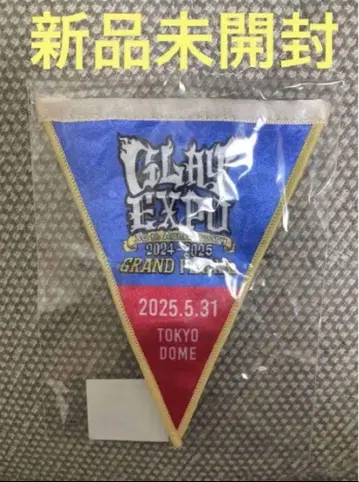 新品未開封
GLAY
EXPO
2024-2025
GRAND
2025.5.31
TOKYO
DOME